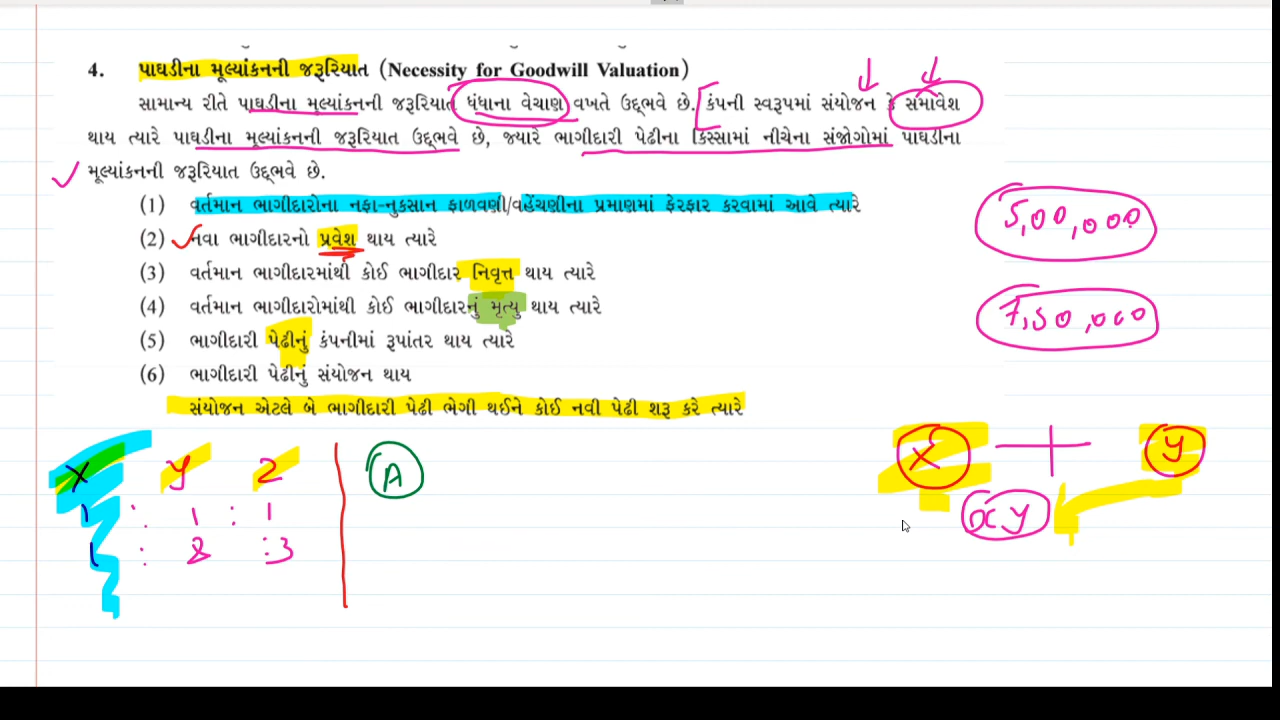 4. પાઘડીના મૂલ્યાંકનની જરૂરિયાત (Necessity for Goodwill Valuation)
સામાન્ય રીતે પાઘડીના મૂલ્યાંકનની જરૂરિયાત ધંધાના વેચાણ વખતે ઉદ્ભવે છે. કંપની સ્વરૂપમાં સંયોજન કે સમાવેશ
થાય ત્યારે પાઘડીના મૂલ્યાંકનની જરૂરિયાત ઉદ્ભવે છે, જ્યારે ભાગીદારી પેઢીના કિસ્સામાં નીચેના સંજોગોમાં પાઘડીના
મૂલ્યાંકનની જરૂરિયાત ઉદ્ભવે છે.
(1) વર્તમાન ભાગીદારોના નફા-નુકસાન ફાળવણી/વહેંચણીના પ્રમાણમાં ફેરફાર કરવામાં આવે ત્યારે
(2) નવા ભાગીદારનો પ્રવેશ થાય ત્યારે
5,00,000
(3) વર્તમાન ભાગીદારમાંથી કોઈ ભાગીદાર નિવૃત્ત થાય ત્યારે
(4) વર્તમાન ભાગીદારોમાંથી કોઈ ભાગીદારનું મૃત્યુ થાય ત્યારે
7,50,000
(5) ભાગીદારી પેઢીનું કંપનીમાં રૂપાંતર થાય ત્યારે
(6) ભાગીદારી પેઢીનું સંયોજન થાય
સંયોજન એટલે બે ભાગીદારી પેઢી ભેગી થઈને કોઈ નવી પેઢી શરૂ કરે ત્યારે
X y z A X + y
1 : 1 : 1 xy
1 : 2 : 3